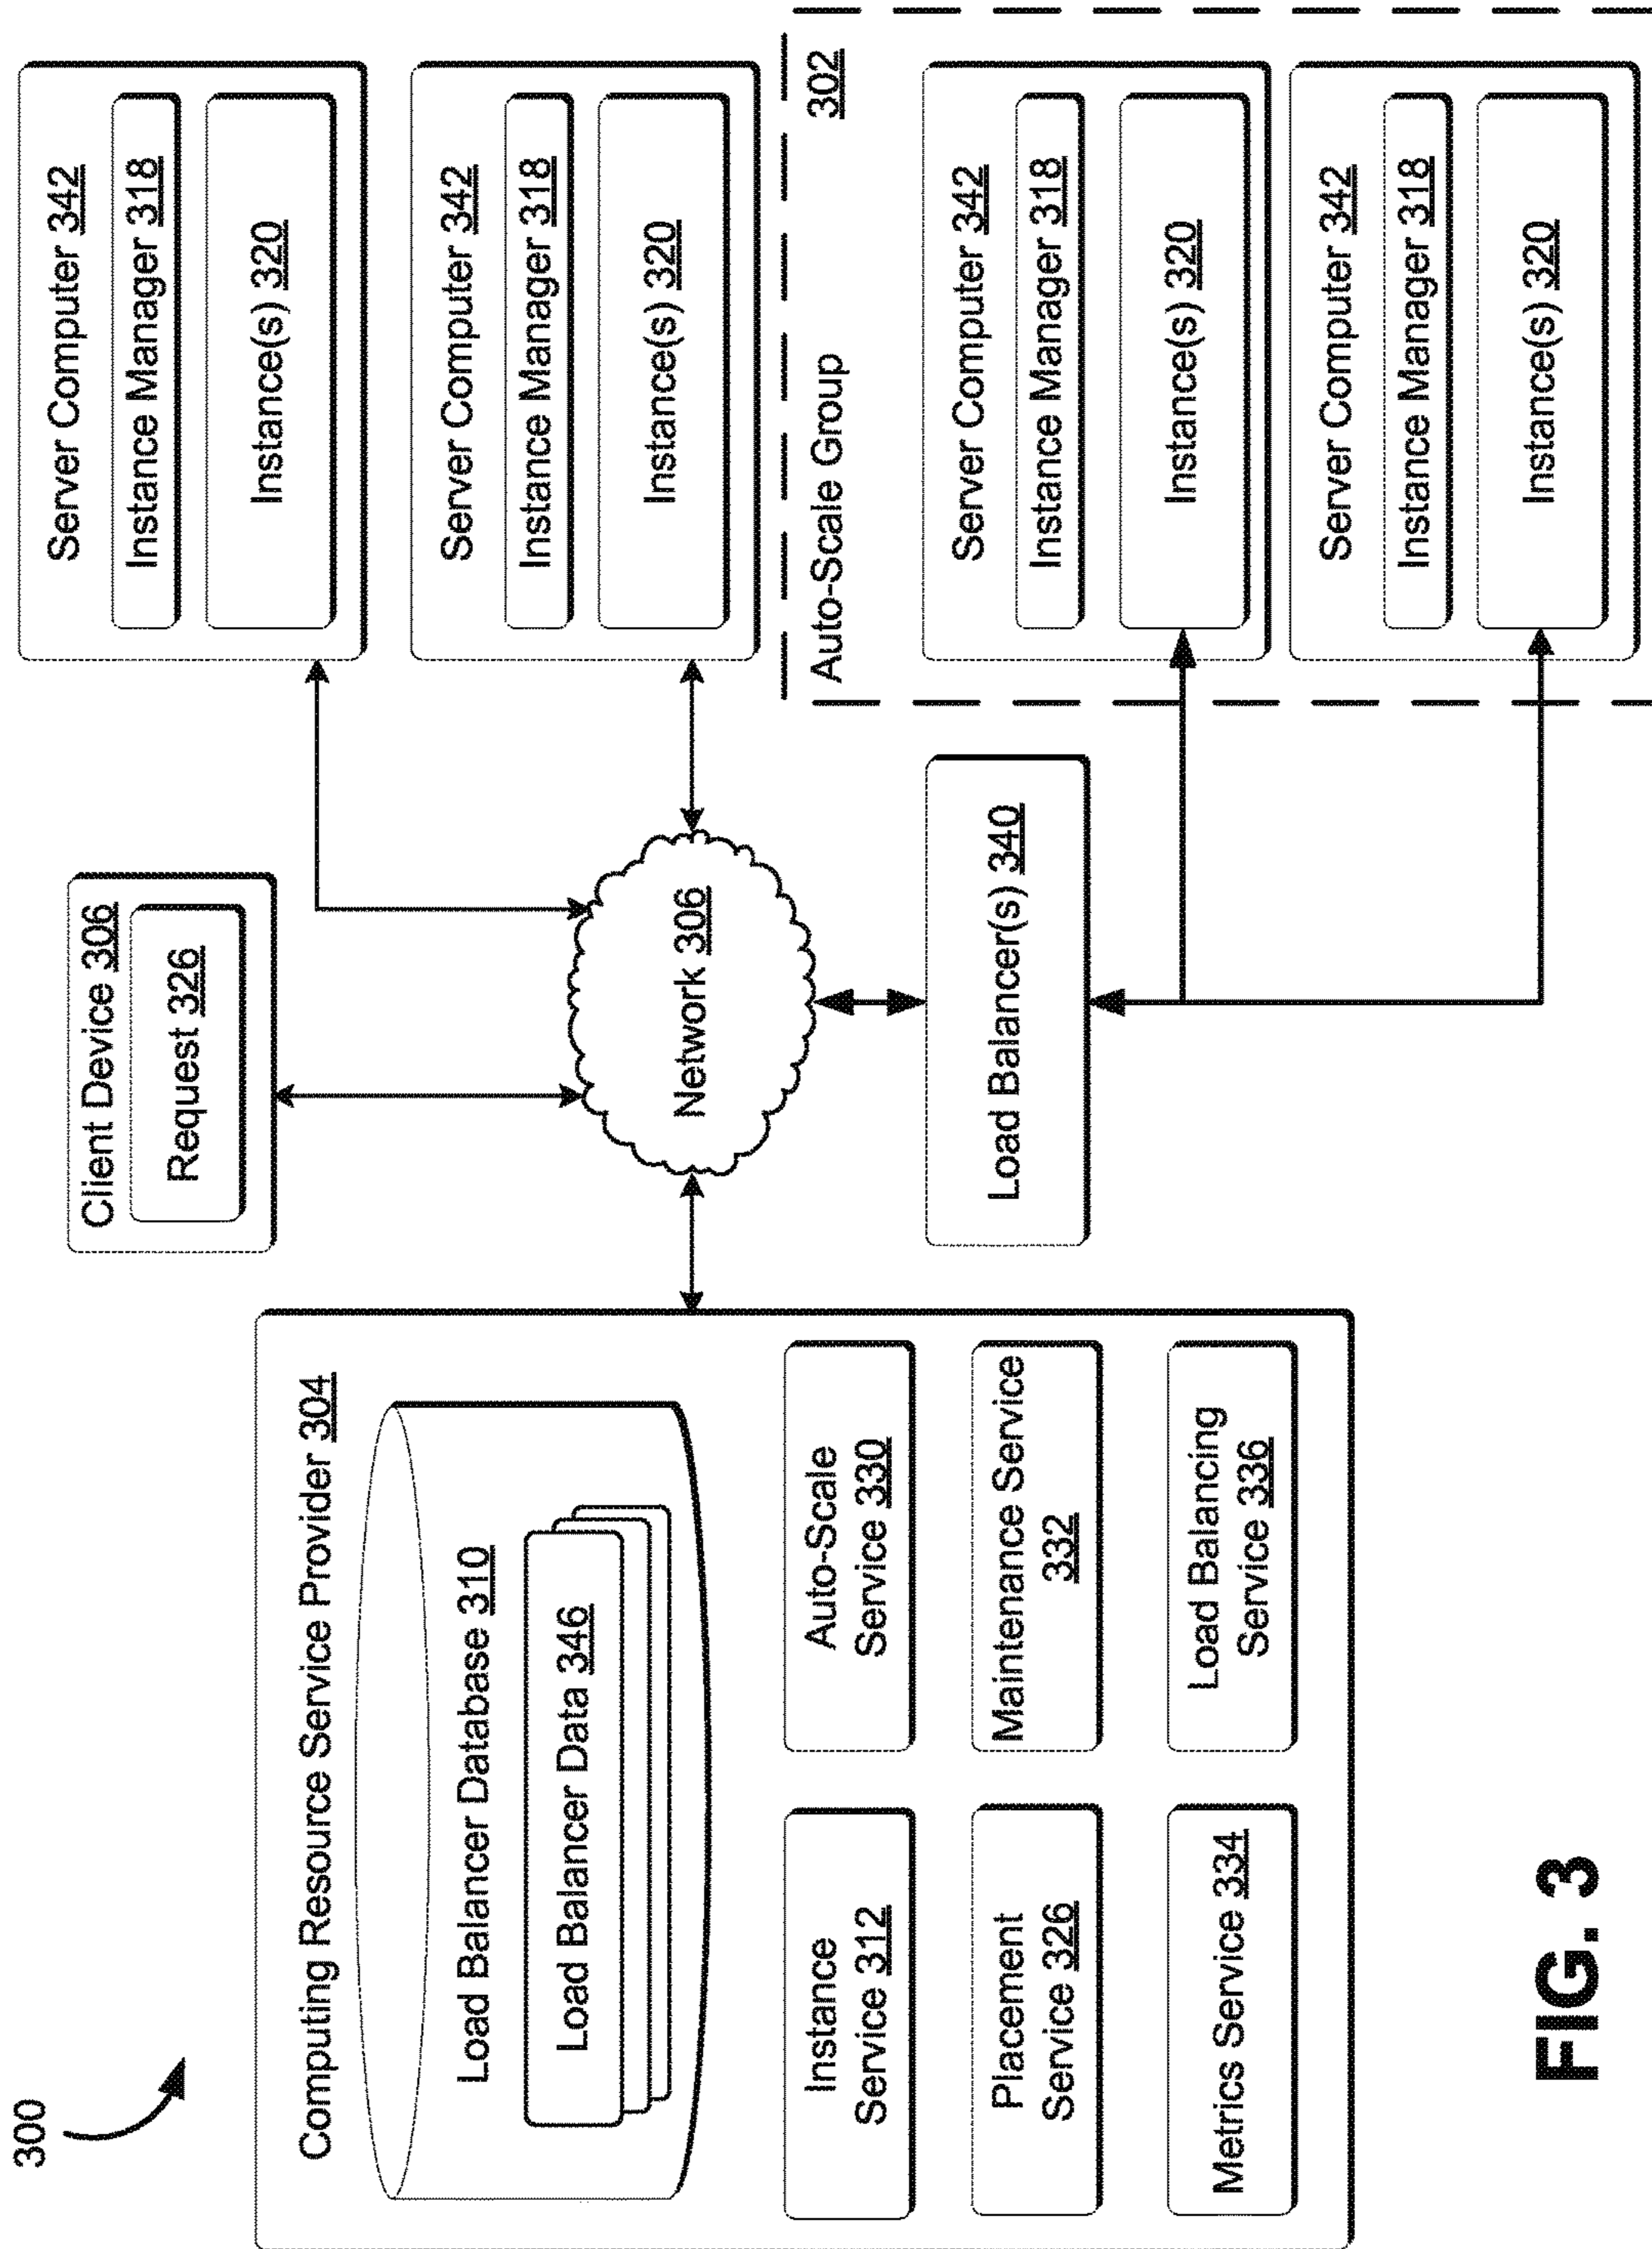 300
Computing Resource Service Provider 304
Load Balancer Database 310
Load Balancer Data 346
Instance
Service 312
Auto-Scale
Service 330
Placement
Service 326
Maintenance Service
332
Metrics Service 334
Load Balancing
Service 336
Client Device 306
Request 326
Network 306
Load Balancer(s) 340
Server Computer 342
Instance Manager 318
Instance(s) 320
Server Computer 342
Instance Manager 318
Instance(s) 320
Auto-Scale Group 302
Server Computer 342
Instance Manager 318
Instance(s) 320
Server Computer 342
Instance Manager 318
Instance(s) 320
FIG. 3